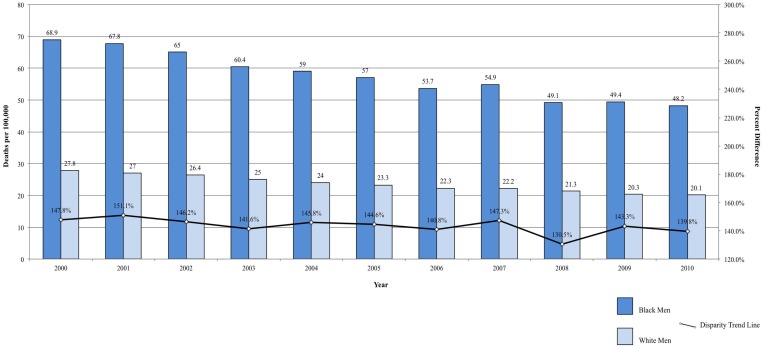 80 300.0%
68.9 67.8 65 60.4 59 57 53.7 54.9 49.1 49.4 48.2
70 280.0%
60 260.0%
50 240.0%
40 220.0%
30 200.0%
20 180.0%
10 160.0%
0 140.0%
120.0%
Deaths per 100,000
Percent Difference
27.8 27 26.4 25 24 23.3 22.3 22.2 21.3 20.3 20.1
147.8% 151.1% 146.2% 141.6% 145.8% 144.6% 140.8% 147.3% 130.5% 143.3% 139.8%
2000 2001 2002 2003 2004 2005 2006 2007 2008 2009 2010
Year
Black Men
Disparity Trend Line
White Men